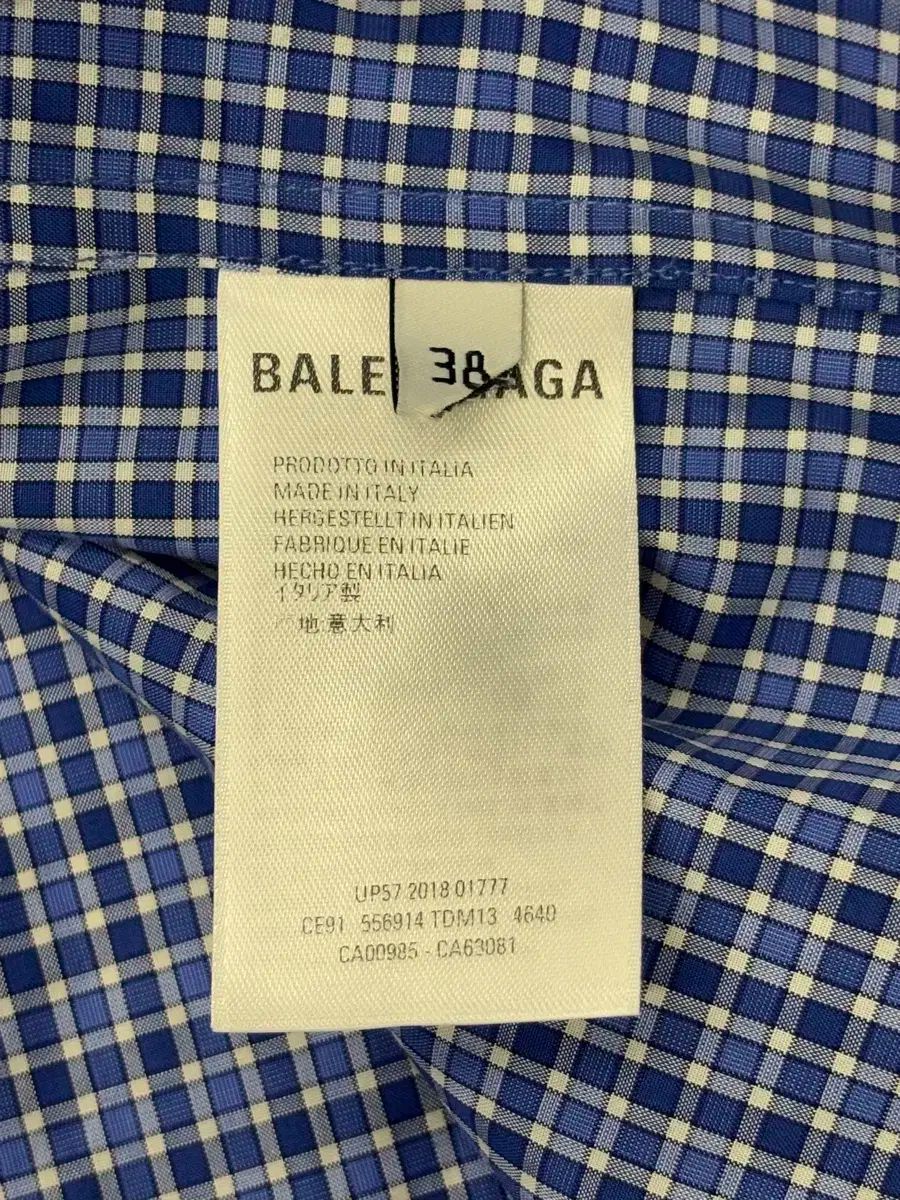 38
BALE AGA
PRODOTTO IN ITALIA
MADE IN ITALY
HERGESTELLT IN ITALIEN
FABRIQUE EN ITALIE
HECHO EN ITALIA
イタリア製
地 意大利
UP57 2018 01777
CE91 556914 TDM13 4640
CA00985 - CA63081